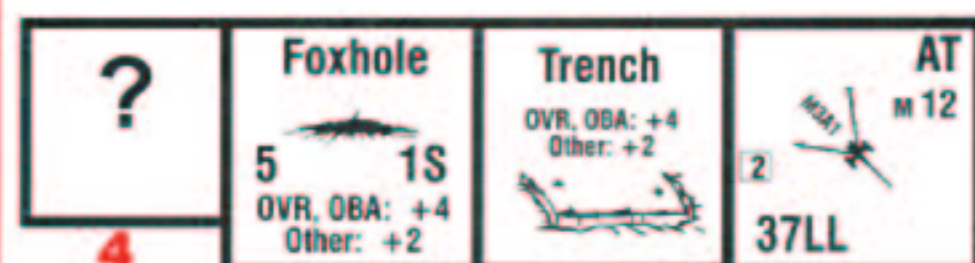 ?
4
Foxhole
5 1S
OVR, OBA: +4
Other: +2
Trench
OVR, OBA: +4
Other: +2
AT
M 12
M3A1
2
37LL